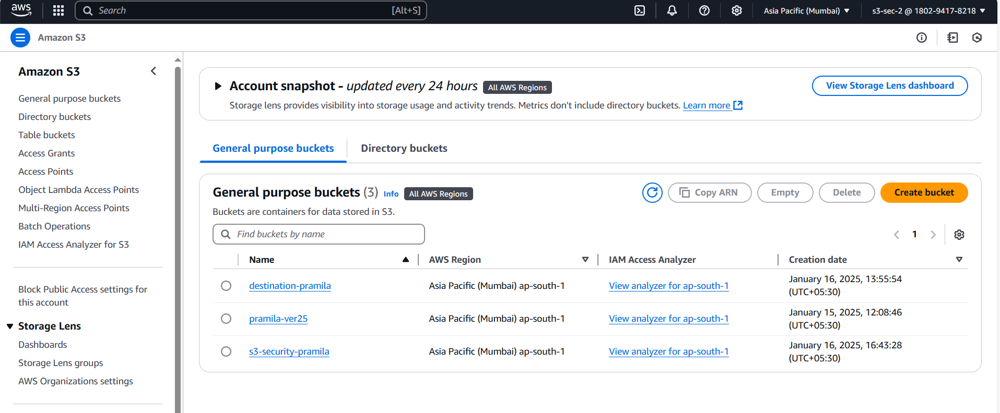 aws
Search [Alt+S]
Asia Pacific (Mumbai) s3-sec-2 @ 1802-9417-8218
Amazon S3
Amazon S3
General purpose buckets
Directory buckets
Table buckets
Access Grants
Access Points
Object Lambda Access Points
Multi-Region Access Points
Batch Operations
IAM Access Analyzer for S3
Block Public Access settings for
this account
Storage Lens
Dashboards
Storage Lens groups
AWS Organizations settings
Account snapshot - updated every 24 hours All AWS Regions
View Storage Lens dashboard
Storage lens provides visibility into storage usage and activity trends. Metrics don't include directory buckets. Learn more
General purpose buckets Directory buckets
General purpose buckets (3) Info All AWS Regions
Copy ARN Empty Delete Create bucket
Buckets are containers for data stored in S3.
Find buckets by name
1
Name AWS Region IAM Access Analyzer Creation date
destination-pramila Asia Pacific (Mumbai) ap-south-1 View analyzer for ap-south-1 January 16, 2025, 13:55:54
(UTC+05:30)
pramila-ver25 Asia Pacific (Mumbai) ap-south-1 View analyzer for ap-south-1 January 15, 2025, 12:08:46
(UTC+05:30)
s3-security-pramila Asia Pacific (Mumbai) ap-south-1 View analyzer for ap-south-1 January 16, 2025, 16:43:28
(UTC+05:30)